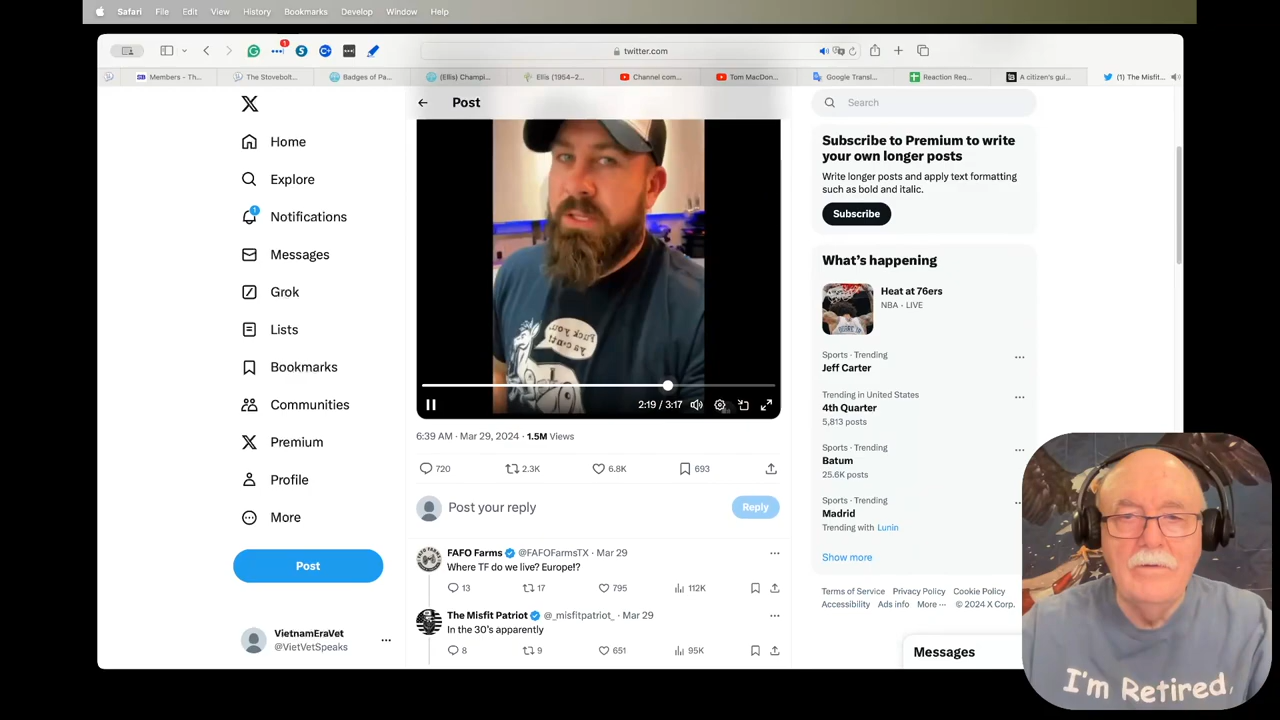 Safari File Edit View History Bookmarks Develop Window Help
1
twitter.com
Members - Th...
The Stovebolt...
Badges of Pa...
(Ellis) Champi...
Ellis (1954–2...
Channel com...
Tom MacDon...
Google Transl...
Reaction Req...
A citizen's gui...
(1) The Misfit...
Post
Search
Home
Explore
1
Notifications
Messages
Grok
Lists
Bookmarks
Communities
Premium
Profile
More
Post
VietnamEraVet
@VietVetSpeaks
Fuck you,
ya cunt!
2:19 / 3:17
6:39 AM · Mar 29, 2024 · 1.5M Views
720 2.3K 6.8K 693
Post your reply
Reply
FAFO Farms @FAFOFarmsTX · Mar 29
Where TF do we live? Europe!?
13 17 795 112K
The Misfit Patriot @_misfitpatriot_ · Mar 29
In the 30's apparently
8 9 651 95K
Subscribe to Premium to write
your own longer posts
Write longer posts and apply text formatting
such as bold and italic.
Subscribe
What's happening
Heat at 76ers
NBA · LIVE
Sports · Trending
Jeff Carter
Trending in United States
4th Quarter
5,813 posts
Sports · Trending
Batum
25.6K posts
Sports · Trending
Madrid
Trending with Lunin
Show more
Terms of Service Privacy Policy Cookie Policy
Accessibility Ads info More ··· © 2024 X Corp.
Messages
I'm Retired,